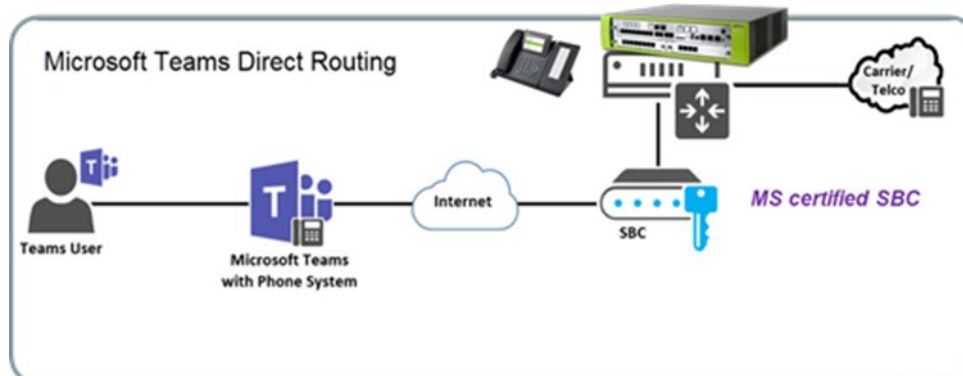 Microsoft Teams Direct Routing
Carrier/
Telco
T
T
Internet
MS certified SBC
SBC
Teams User
Microsoft Teams
with Phone System